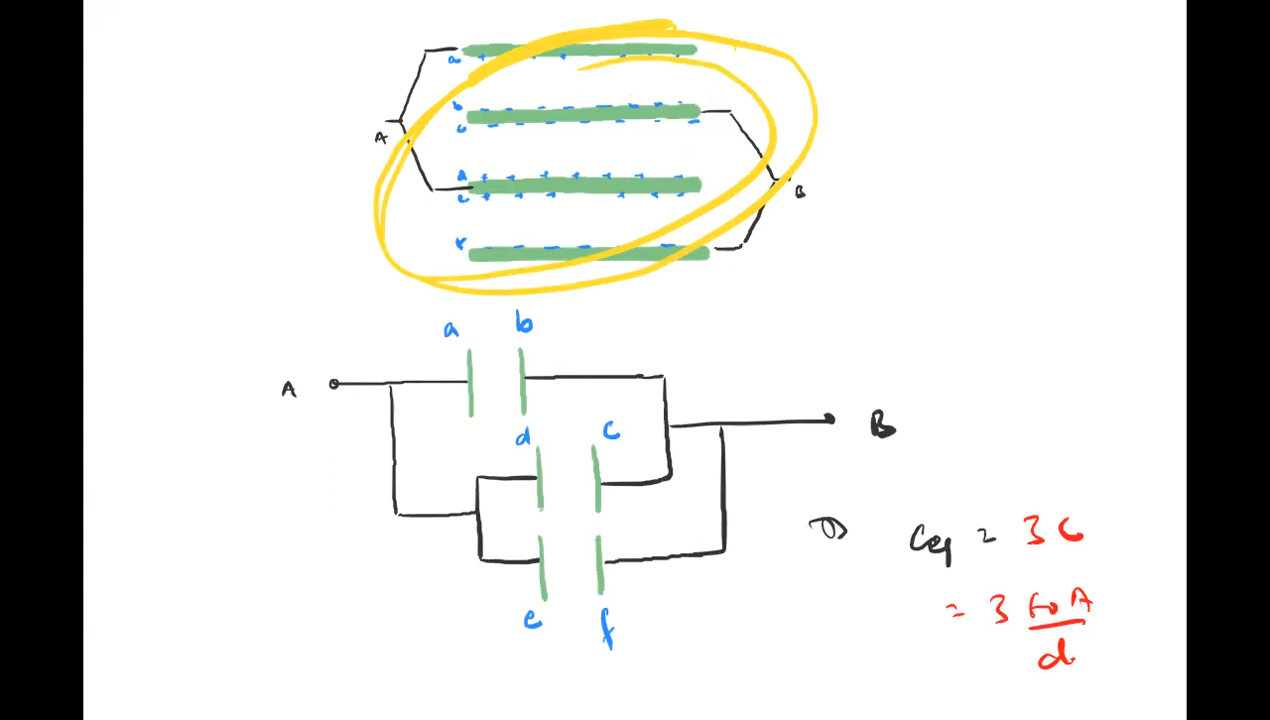 a
b
c
A
d
e
B
f
a b
A
d c
B
e f
⇒ Ceq = 3C
= 3 ε₀A
d